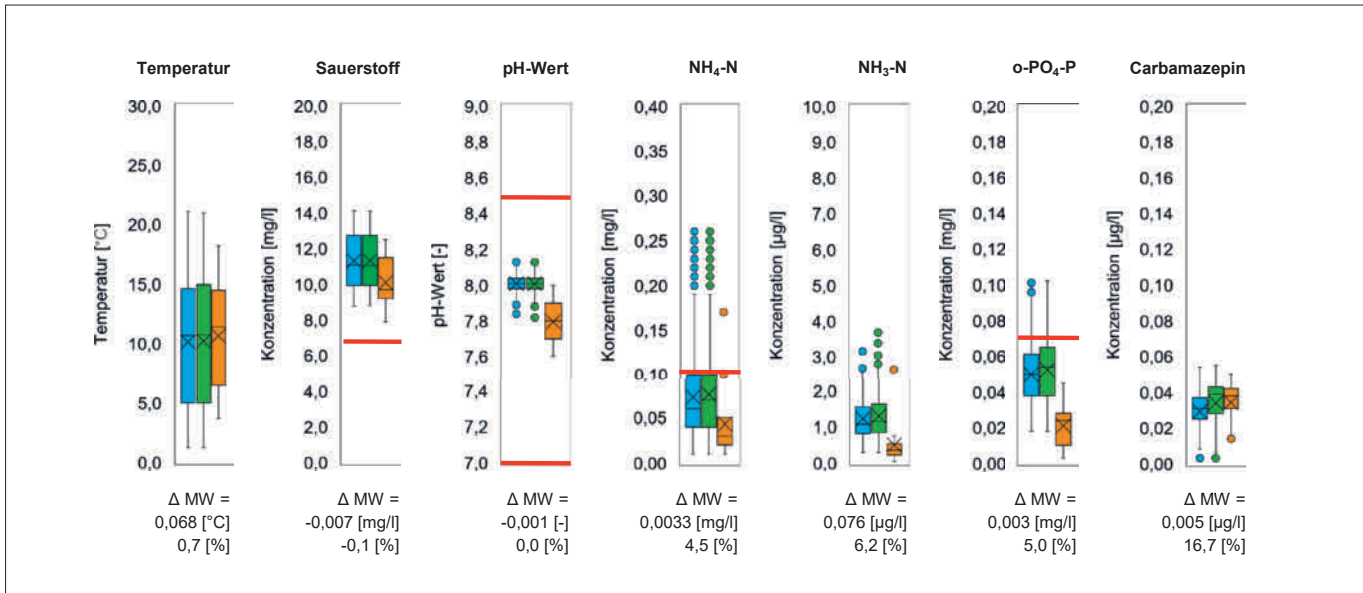 Temperatur
Sauerstoff
pH-Wert
NH₄-N
NH₃-N
o-PO₄-P
Carbamazepin
Temperatur [°C]
30,0
25,0
20,0
15,0
10,0
5,0
0,0
Konzentration [mg/l]
20,0
18,0
16,0
14,0
12,0
10,0
8,0
6,0
4,0
2,0
0,0
pH-Wert [-]
9,0
8,8
8,6
8,4
8,2
8,0
7,8
7,6
7,4
7,2
7,0
Konzentration [mg/l]
0,40
0,35
0,30
0,25
0,20
0,15
0,10
0,05
0,00
Konzentration [µg/l]
10,0
9,0
8,0
7,0
6,0
5,0
4,0
3,0
2,0
1,0
0,0
Konzentration [mg/l]
0,20
0,18
0,16
0,14
0,12
0,10
0,08
0,06
0,04
0,02
0,00
Konzentration [µg/l]
0,20
0,18
0,16
0,14
0,12
0,10
0,08
0,06
0,04
0,02
0,00
Δ MW =
0,068 [°C]
0,7 [%]
Δ MW =
-0,007 [mg/l]
-0,1 [%]
Δ MW =
-0,001 [-]
0,0 [%]
Δ MW =
0,0033 [mg/l]
4,5 [%]
Δ MW =
0,076 [µg/l]
6,2 [%]
Δ MW =
0,003 [mg/l]
5,0 [%]
Δ MW =
0,005 [µg/l]
16,7 [%]